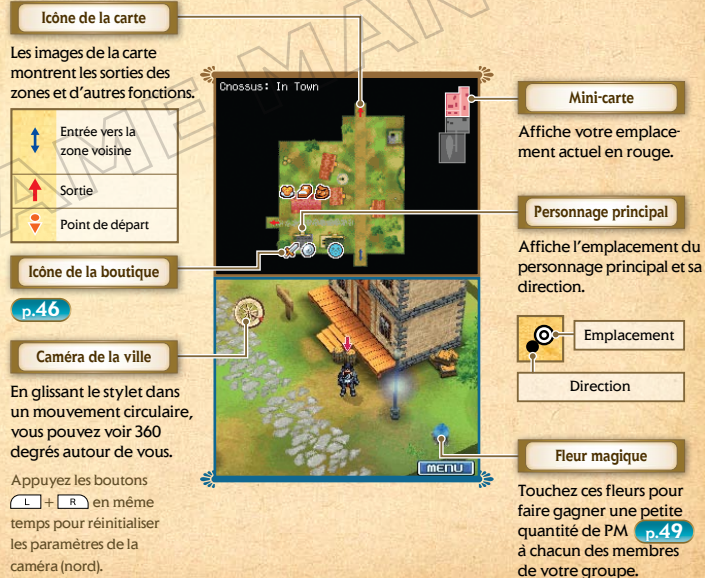 Icône de la carte
Les images de la carte
montrent les sorties des
zones et d'autres fonctions.
Entrée vers la
zone voisine
Sortie
Point de départ
Icône de la boutique
p.46
Caméra de la ville
En glissant le stylet dans
un mouvement circulaire,
vous pouvez voir 360
degrés autour de vous.
Appuyez les boutons
L + R en même
temps pour réinitialiser
les paramètres de la
caméra (nord).
Cnossus: In Town
MENU
Mini-carte
Affiche votre emplace-
ment actuel en rouge.
Personnage principal
Affiche l'emplacement du
personnage principal et sa
direction.
Emplacement
Direction
Fleur magique
Touchez ces fleurs pour
faire gagner une petite
quantité de PM p.49
à chacun des membres
de votre groupe.